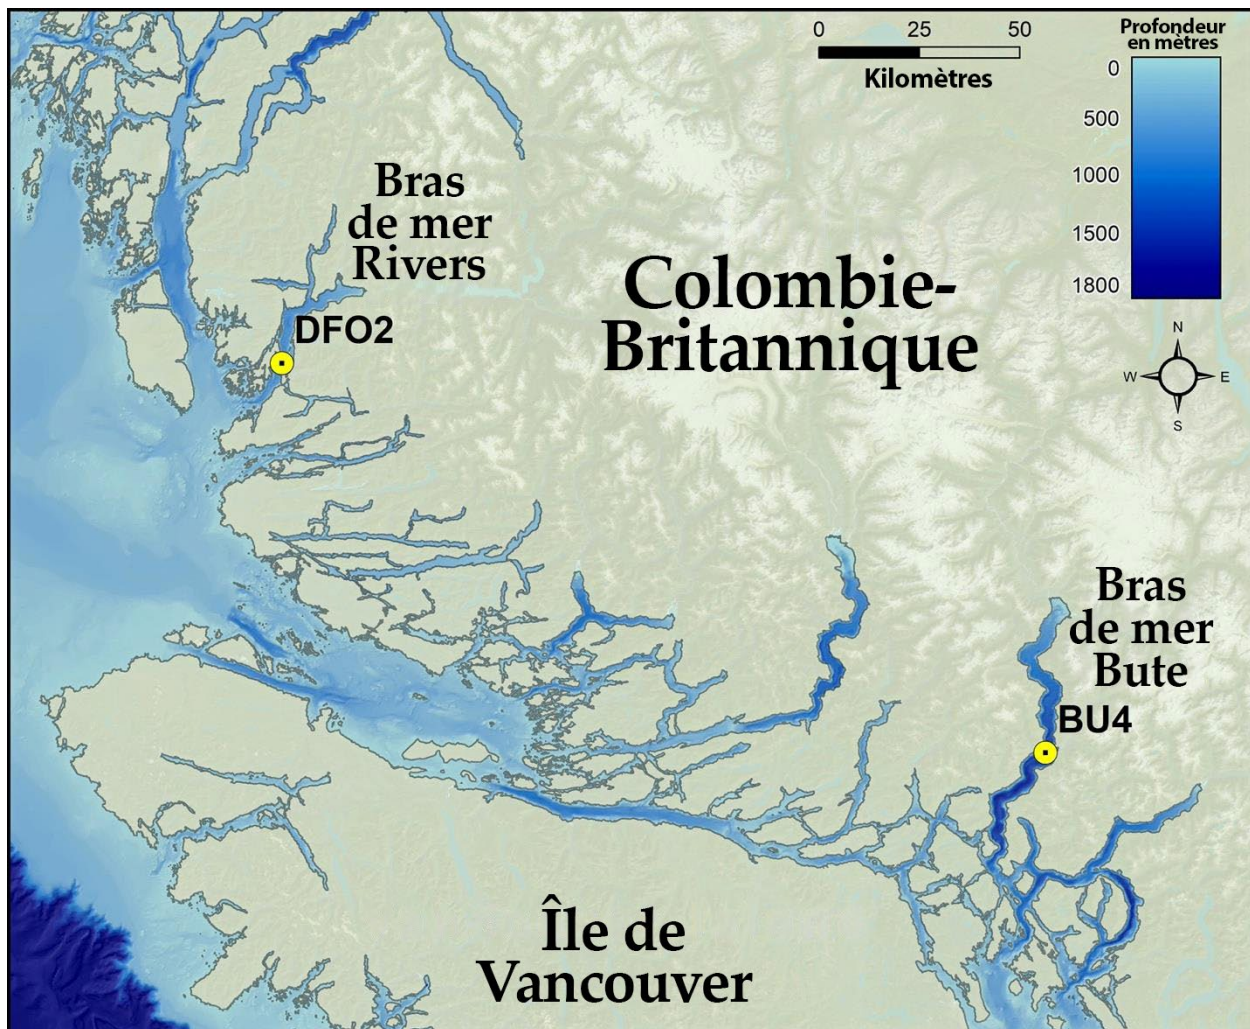 0 25 50
Kilomètres
Profondeur
en mètres
0
500
1000
1500
1800
N
W E
S
Bras
de mer
Rivers
DFO2
Colombie-
Britannique
Bras
de mer
Bute
BU4
Île de
Vancouver